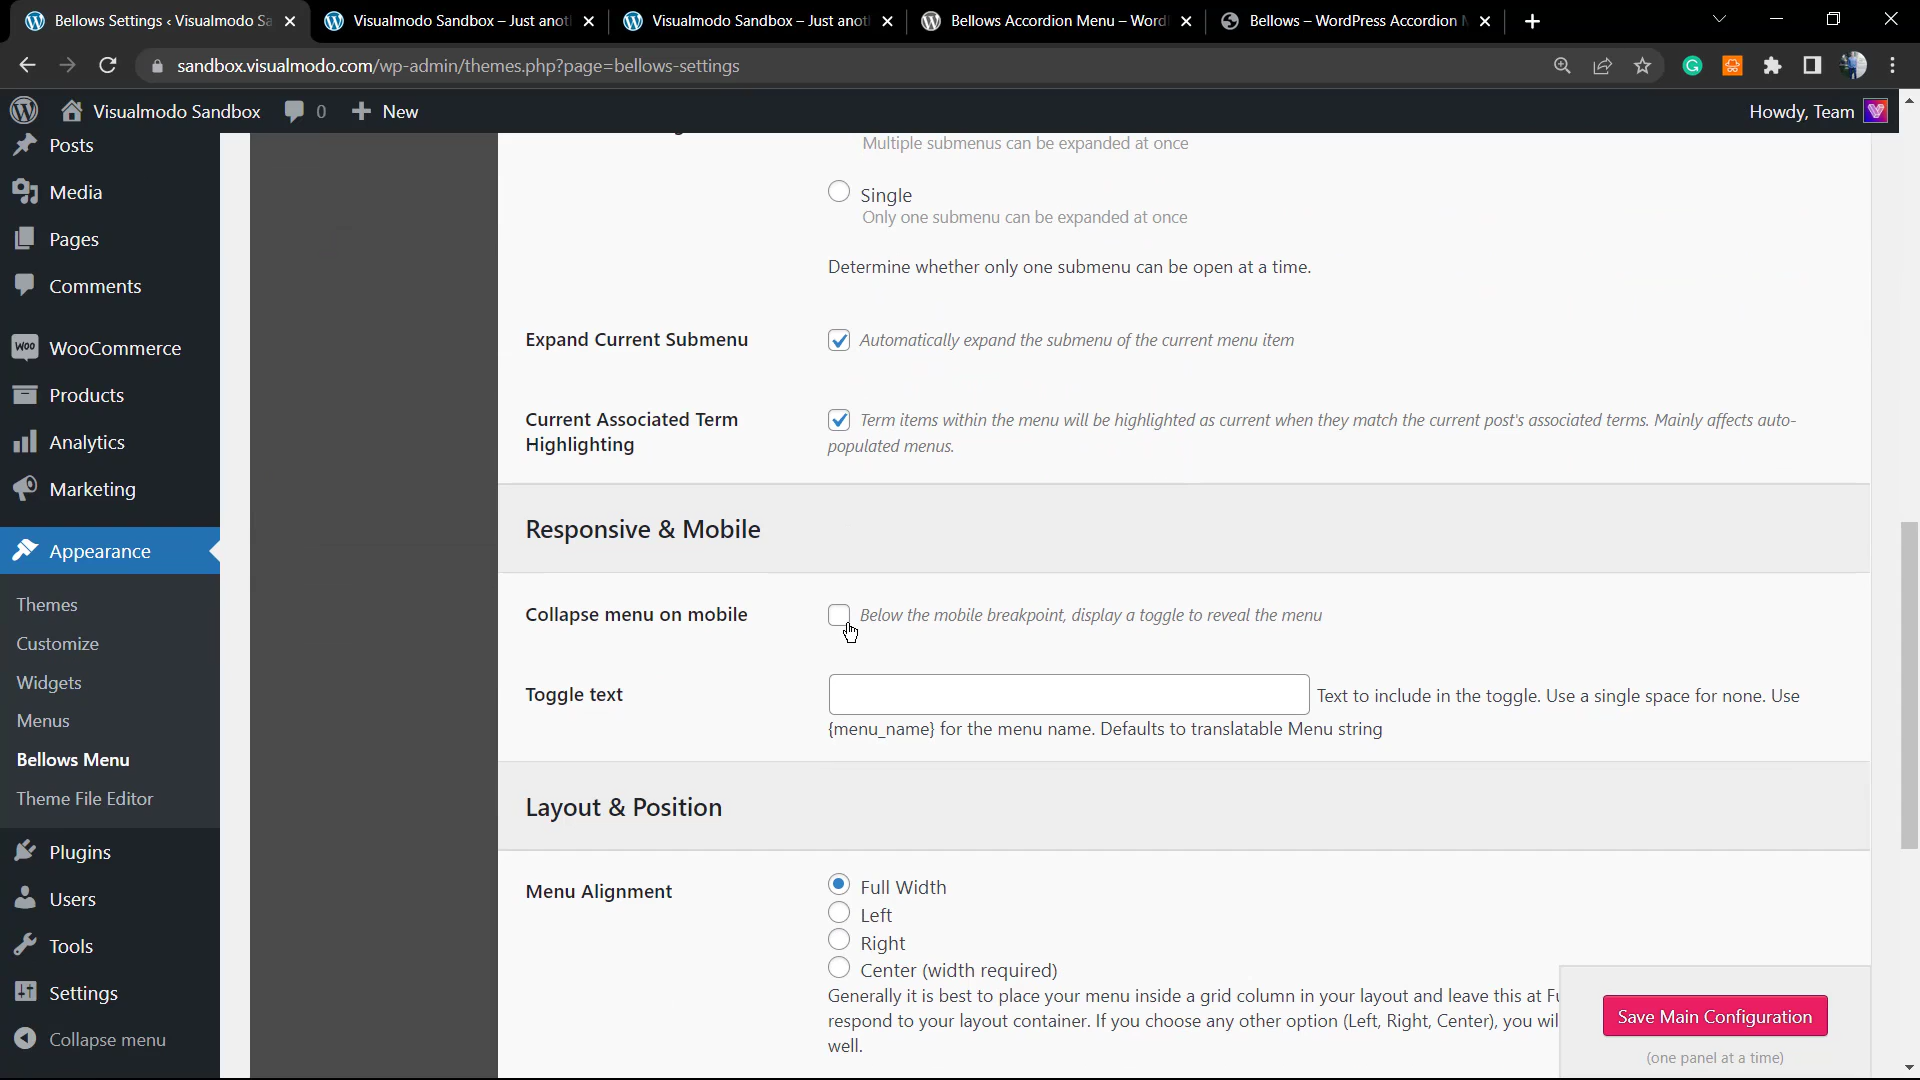 Bellows Settings ‹ Visualmodo Sa
Visualmodo Sandbox – Just anot
Visualmodo Sandbox – Just anot
Bellows Accordion Menu – Word
Bellows – WordPress Accordion M
sandbox.visualmodo.com/wp-admin/themes.php?page=bellows-settings
Visualmodo Sandbox
0
New
Howdy, Team
Posts
Media
Pages
Comments
WooCommerce
Products
Analytics
Marketing
Appearance
Themes
Customize
Widgets
Menus
Bellows Menu
Theme File Editor
Plugins
Users
Tools
Settings
Collapse menu
Multiple submenus can be expanded at once
Single
Only one submenu can be expanded at once
Determine whether only one submenu can be open at a time.
Expand Current Submenu
Automatically expand the submenu of the current menu item
Current Associated Term
Highlighting
Term items within the menu will be highlighted as current when they match the current post's associated terms. Mainly affects auto-
populated menus.
Responsive & Mobile
Collapse menu on mobile
Below the mobile breakpoint, display a toggle to reveal the menu
Toggle text
Text to include in the toggle. Use a single space for none. Use
{menu_name} for the menu name. Defaults to translatable Menu string
Layout & Position
Menu Alignment
Full Width
Left
Right
Center (width required)
Generally it is best to place your menu inside a grid column in your layout and leave this at Fu
respond to your layout container. If you choose any other option (Left, Right, Center), you wil
well.
Save Main Configuration
(one panel at a time)